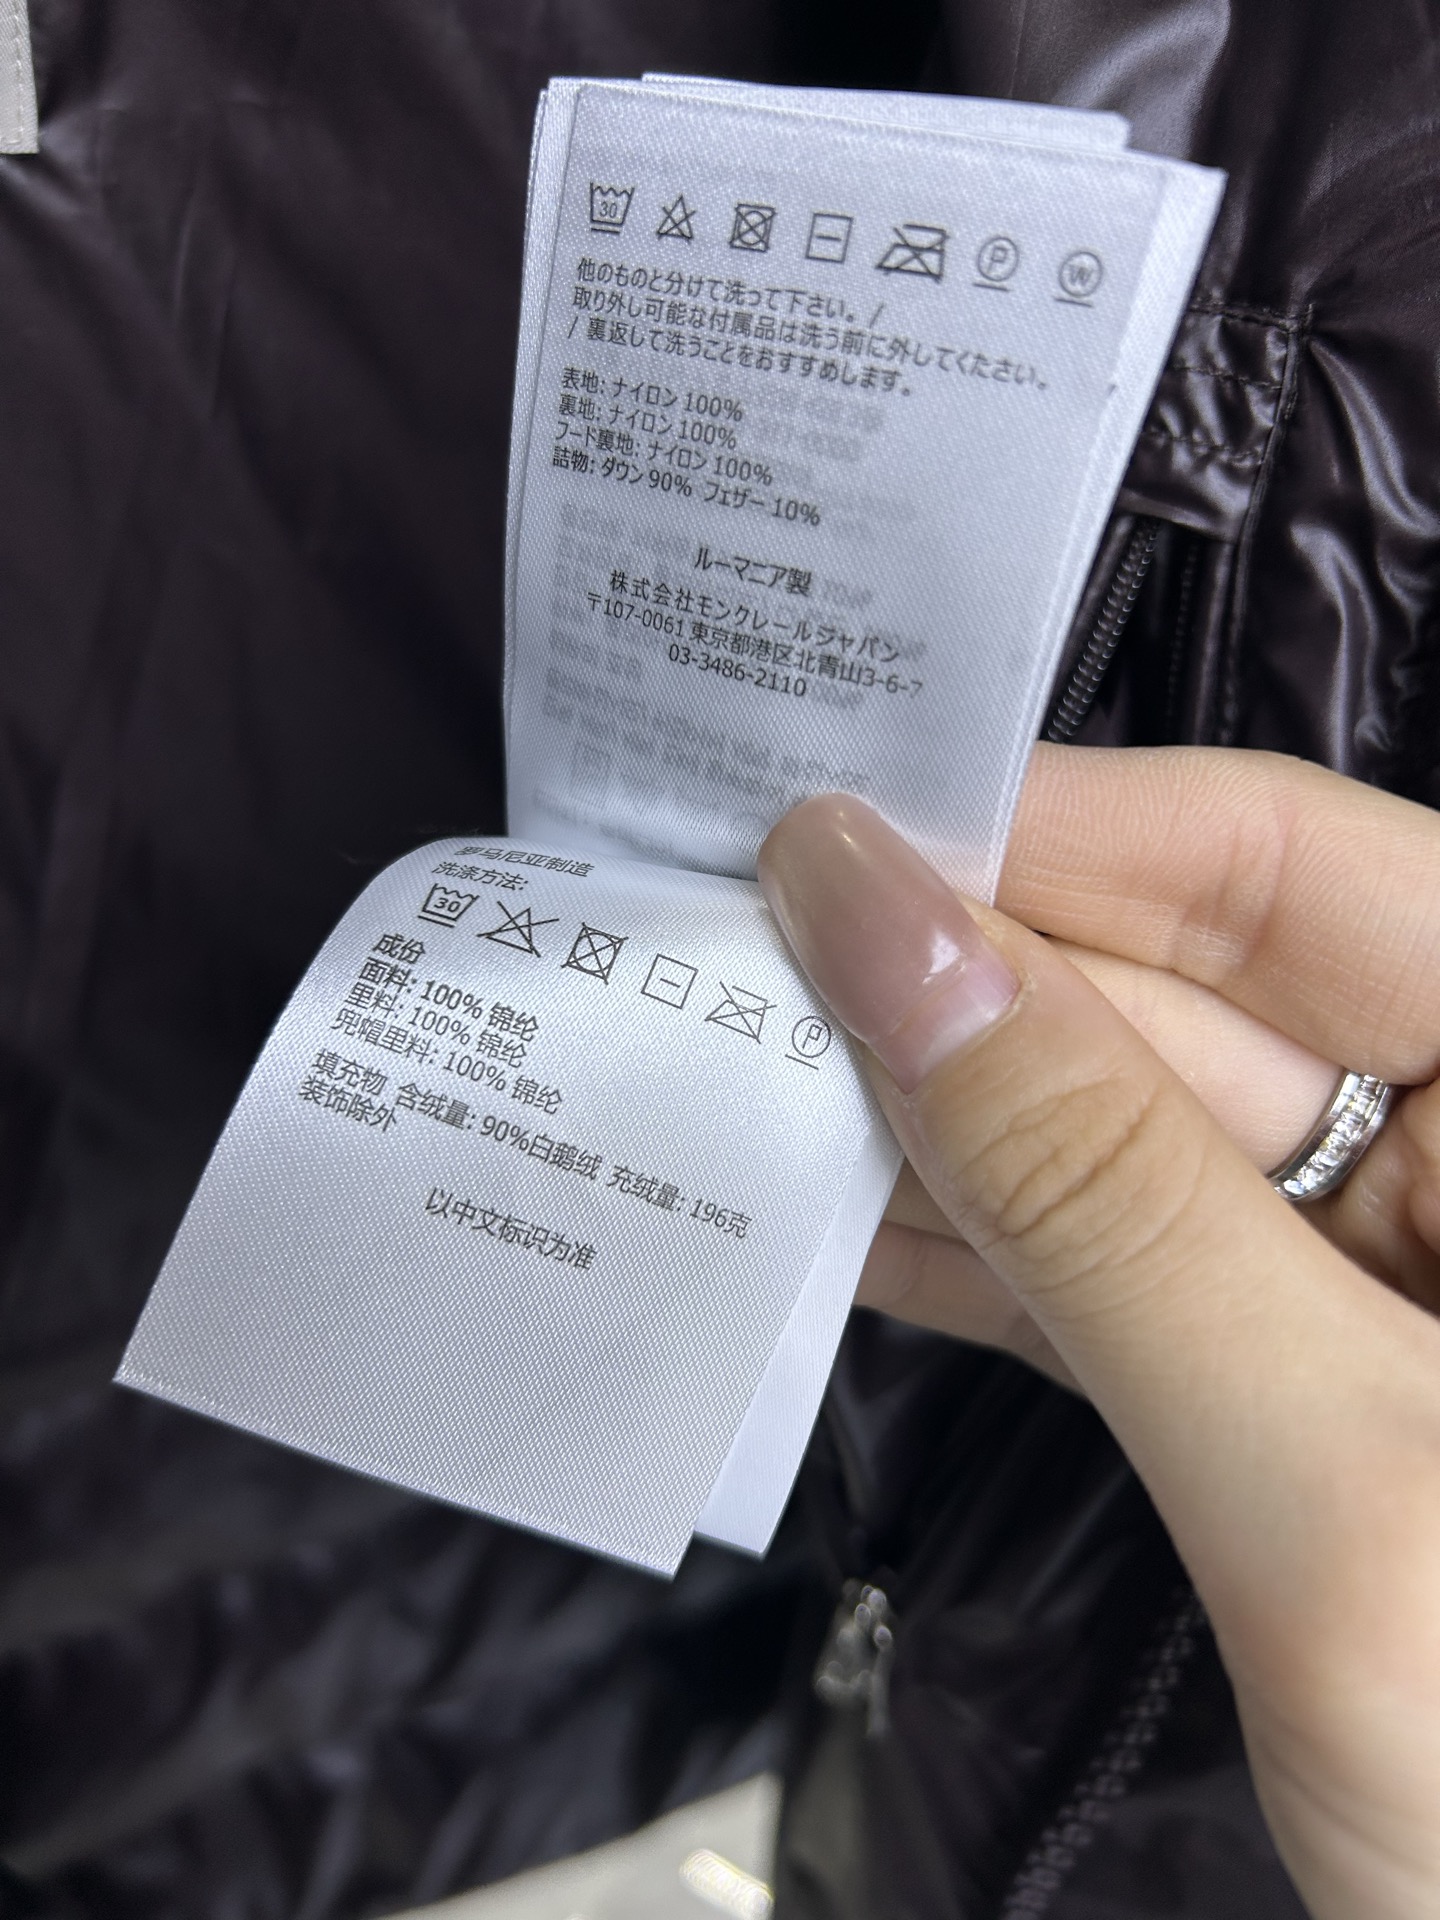 30 P W
他のものと分けて洗って下さい。/
取り外し可能な付属品は洗う前に外してください。
/ 裏返して洗うことをおすすめします。
表地: ナイロン 100%
裏地: ナイロン 100%
フード裏地: ナイロン 100%
詰物: ダウン 90% フェザー 10%
ルーマニア製
株式会社モンクレールジャパン
〒107-0061 東京都港区北青山3-6-7
03-3486-2110
罗马尼亚制造
洗涤方法:
30 P
成份
面料: 100% 锦纶
里料: 100% 锦纶
兜帽里料: 100% 锦纶
填充物 含绒量: 90%白鹅绒 充绒量: 196克
装饰除外
以中文标识为准